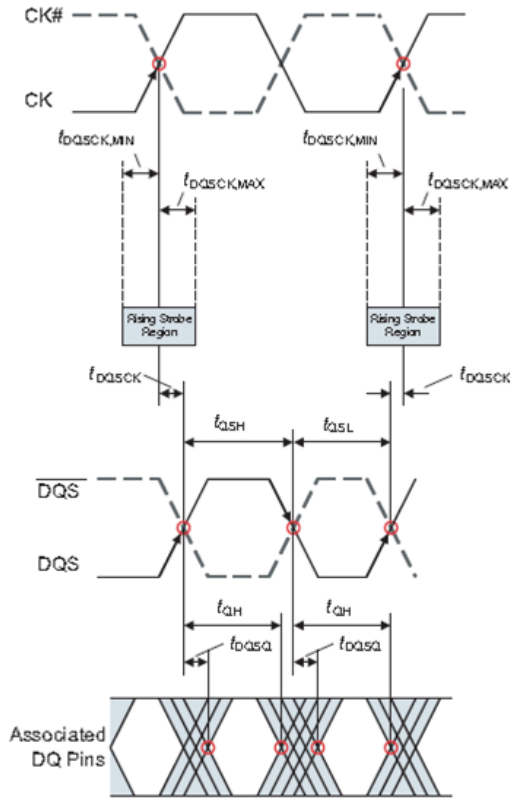 CK#
CK
tDQSCK,MIN
tDQSCK,MIN
tDQSCK,MAX
tDQSCK,MAX
Rising Strobe
Region
Rising Strobe
Region
tDQSCK
tDQSCK
tQSH
tQSL
DQS
DQS
tQH
tQH
tDQSQ
tDQSQ
Associated
DQ Pins